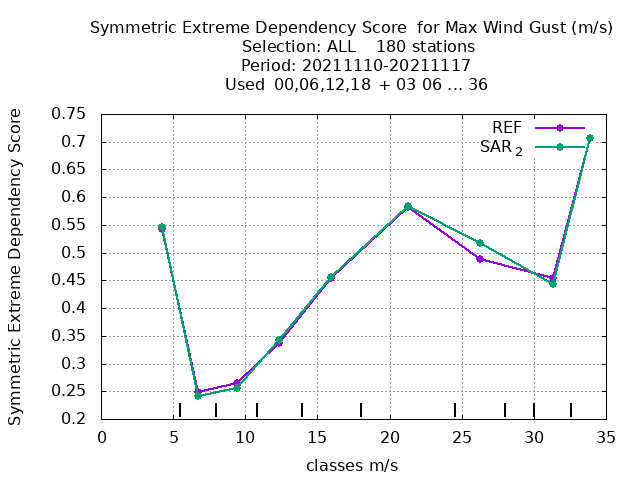 Symmetric Extreme Dependency Score  for Max Wind Gust (m/s)
Selection: ALL    180 stations
Period: 20211110-20211117
Used  00,06,12,18  + 03 06 ... 36
Symmetric Extreme Dependency Score
REF
SAR 2
0.75
0.7
0.65
0.6
0.55
0.5
0.45
0.4
0.35
0.3
0.25
0.2
0 5 10 15 20 25 30 35
classes m/s